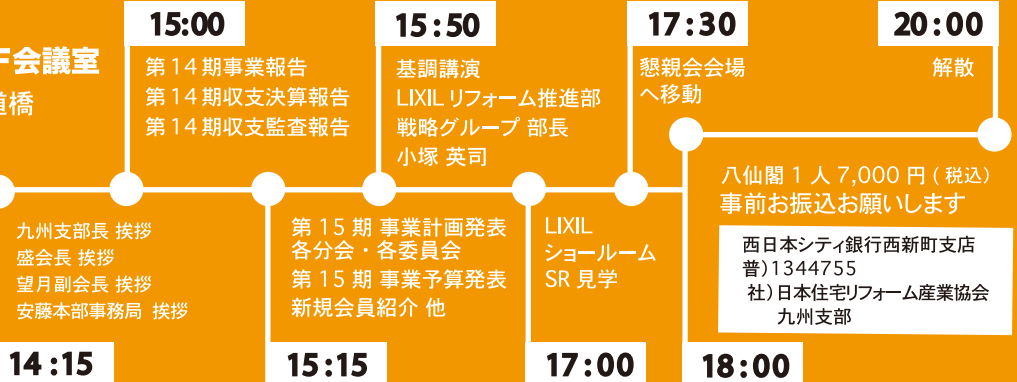 F会議室
道橋
14:15
九州支部長 挨拶
盛会長 挨拶
望月副会長 挨拶
安藤本部事務局 挨拶
15:00
第14期事業報告
第14期収支決算報告
第14期収支監査報告
15:15
第15期 事業計画発表
各分会・各委員会
第15期 事業予算発表
新規会員紹介 他
15:50
基調講演
LIXILリフォーム推進部
戦略グループ 部長
小塚 英司
17:00
LIXIL
ショールーム
SR見学
17:30
懇親会会場
へ移動
18:00
八仙閣1人7,000円(税込)
事前お振込お願いします
西日本シティ銀行西新町支店
普)1344755
社)日本住宅リフォーム産業協会
九州支部
20:00
解散